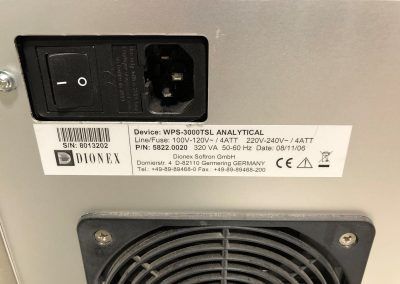 Device: WPS-3000TSL ANALYTICAL
Line/Fuse: 100V-120V~ / 4ATT 220V-240V~ / 4ATT
S/N: 8013202
P/N: 5822.0020 320 VA 50-60 Hz Date: 08/11/06
DIONEX
Dionex Softron GmbH
Dornierstr. 4 D-82110 Germering GERMANY
Tel.: +49-89-89468-0 Fax.: +49-89-89468-200
CE